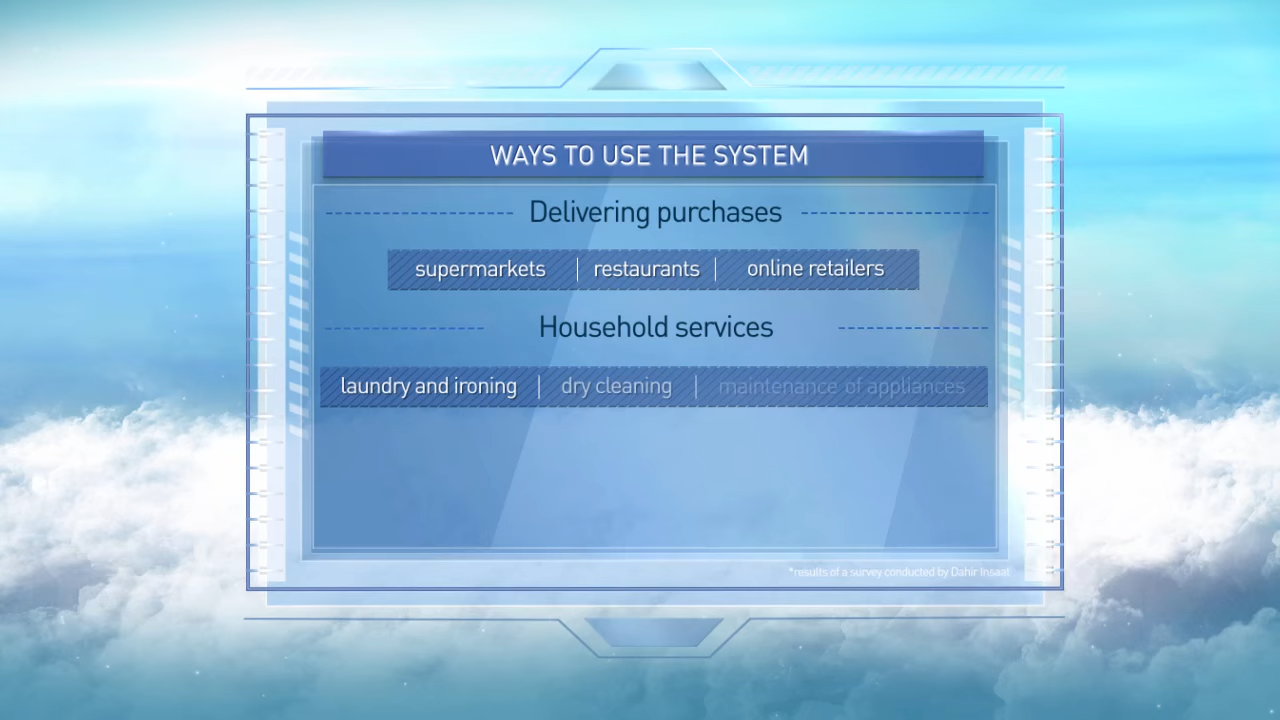 WAYS TO USE THE SYSTEM
Delivering purchases
supermarkets | restaurants | online retailers
Household services
laundry and ironing | dry cleaning | maintenance of appliances
*results of a survey conducted by Dahir Insaat